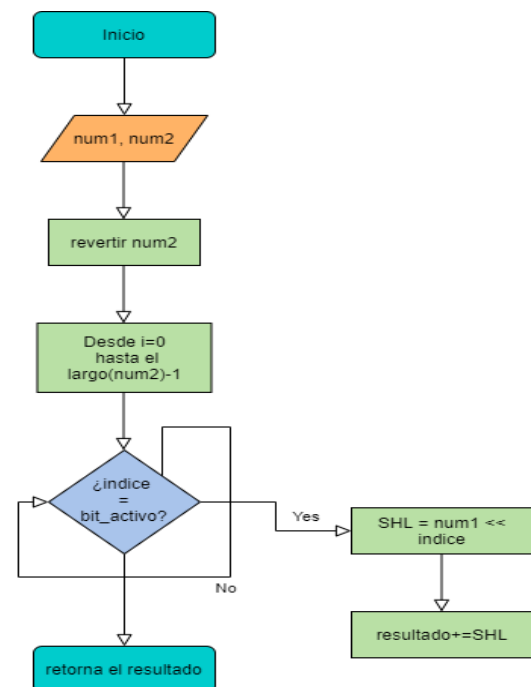 Inicio
num1, num2
revertir num2
Desde i=0
hasta el
largo(num2)-1
¿indice
=
bit_activo?
Yes
SHL = num1 <<
indice
No
resultado+=SHL
retorna el resultado